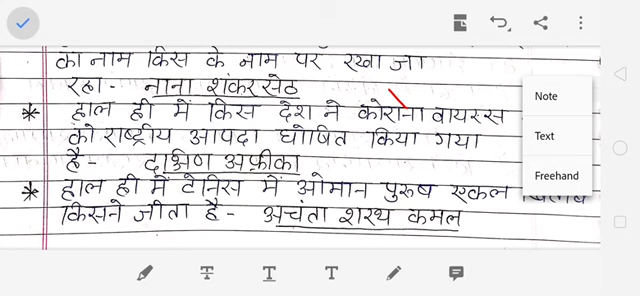 का नाम किस के नाम पर रखा जा
रहा - नाना शंकर सेठ
* हाल ही में किस देश ने कोराना वायरस
को राष्ट्रीय आपदा घोषित किया गया
है - दक्षिण अफ्रीका
* हाल ही में टेनिस में ओमान पुरुष एकल
किसने जीता है - अचंता शरथ कमल
Note
Text
Freehand